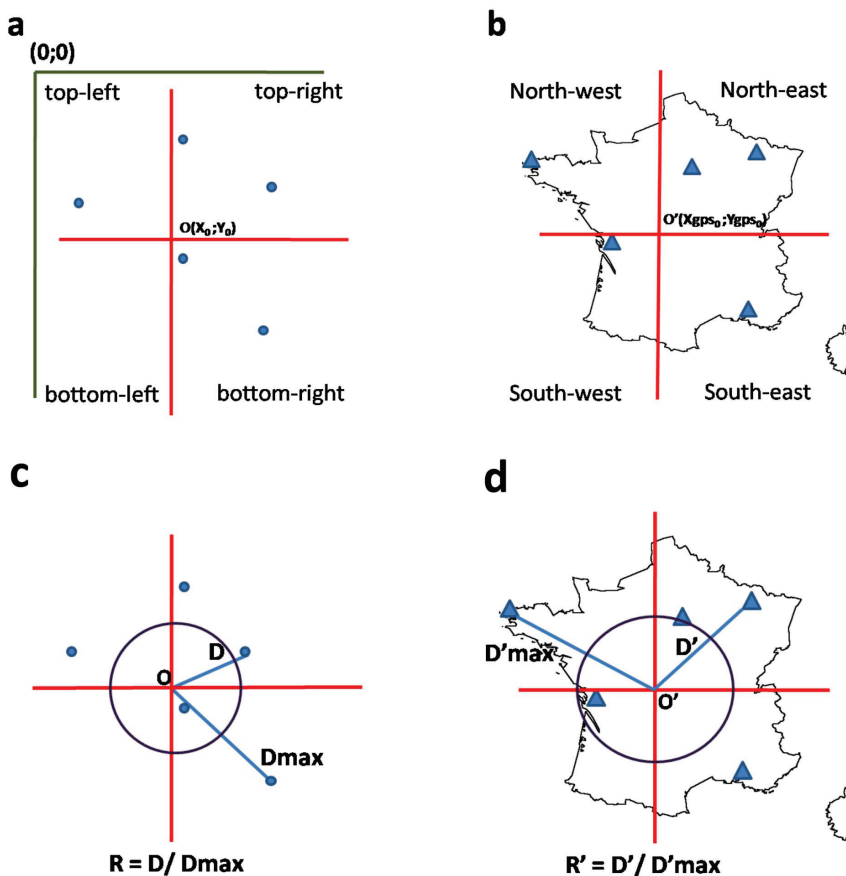 a
(0;0)
top-left
top-right
O(X₀;Y₀)
bottom-left
bottom-right
b
North-west
North-east
O'(Xgps₀;Ygps₀)
South-west
South-east
c
D
O
Dmax
R = D/ Dmax
d
D'max
D'
O'
R' = D'/ D'max